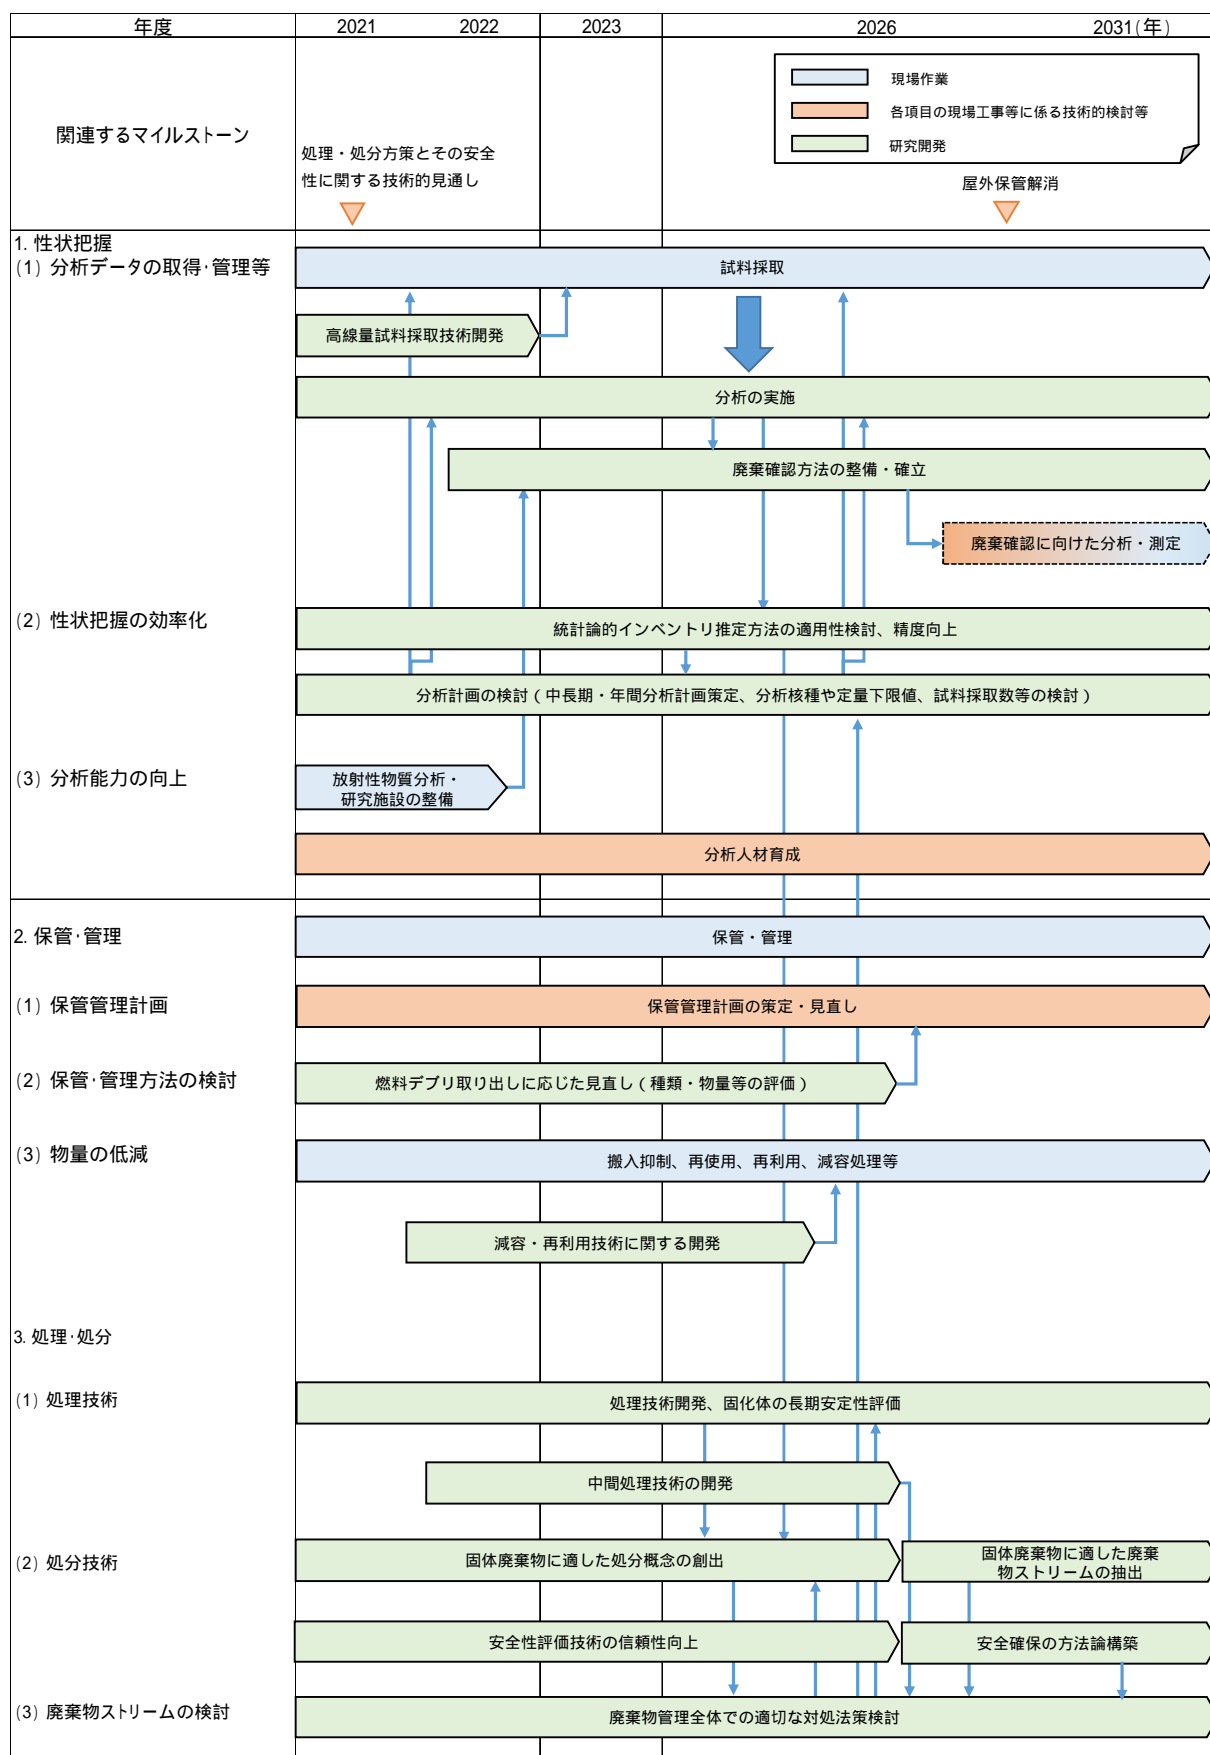 年度
2021
2022
2023
2026
2031(年)
現場作業
各項目の現場工事等に係る技術的検討等
研究開発
関連するマイルストーン
処理・処分方策とその安全
性に関する技術的見通し
屋外保管解消
1. 性状把握
(1) 分析データの取得・管理等
試料採取
高線量試料採取技術開発
分析の実施
廃棄確認方法の整備・確立
廃棄確認に向けた分析・測定
(2) 性状把握の効率化
統計論的インベントリ推定方法の適用性検討、精度向上
分析計画の検討(中長期・年間分析計画策定、分析核種や定量下限値、試料採取数等の検討)
(3) 分析能力の向上
放射性物質分析・
研究施設の整備
分析人材育成
2. 保管・管理
保管・管理
(1) 保管管理計画
保管管理計画の策定・見直し
(2) 保管・管理方法の検討
燃料デブリ取り出しに応じた見直し(種類・物量等の評価)
(3) 物量の低減
搬入抑制、再使用、再利用、減容処理等
減容・再利用技術に関する開発
3. 処理・処分
(1) 処理技術
処理技術開発、固化体の長期安定性評価
中間処理技術の開発
(2) 処分技術
固体廃棄物に適した処分概念の創出
固体廃棄物に適した廃棄
物ストリームの抽出
安全性評価技術の信頼性向上
安全確保の方法論構築
(3) 廃棄物ストリームの検討
廃棄物管理全体での適切な対処法策検討